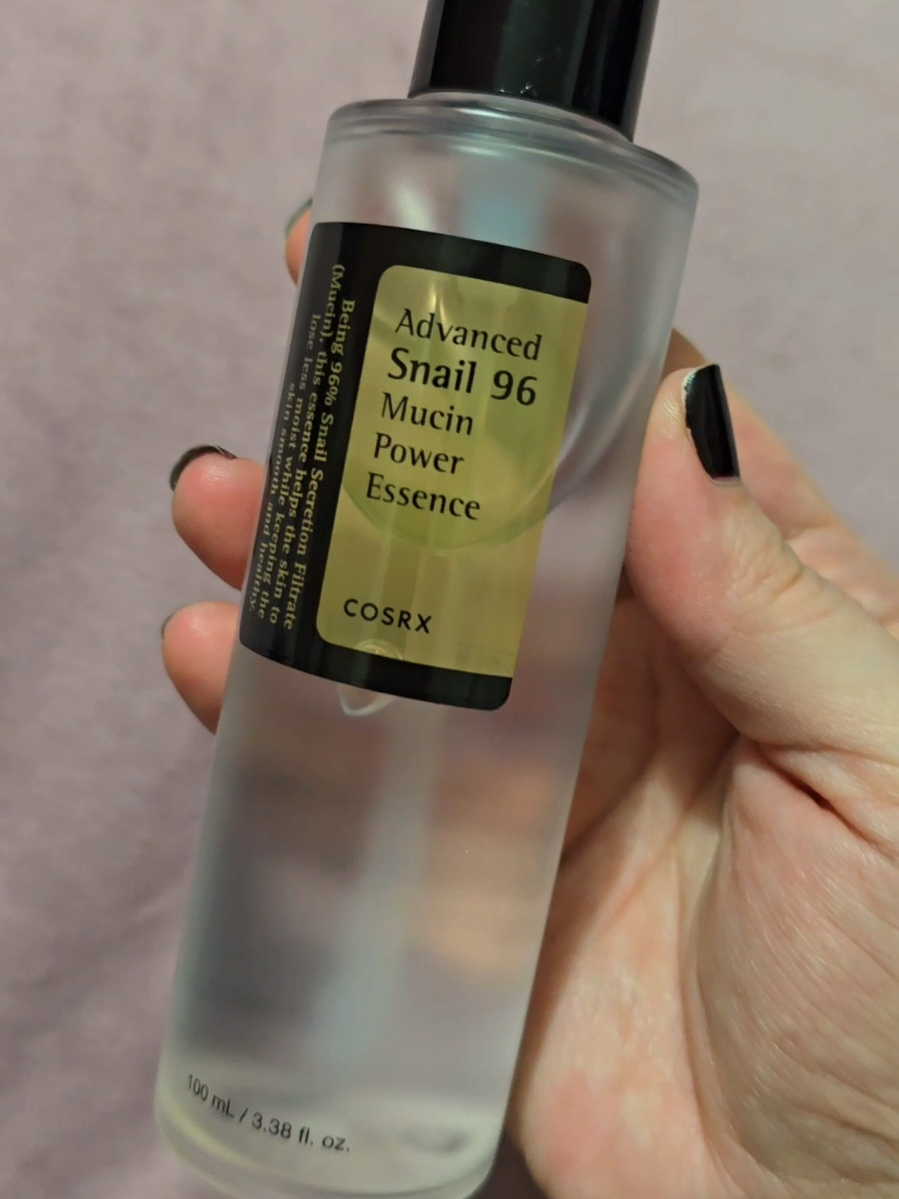 Advanced
Snail 96
Mucin
Power
Essence
COSRX
Being 96% Snail Secretion Filtrate
(Mucin), this essence helps the skin to
lose less moist while keeping the
skin smooth and healthy.
100 mL / 3.38 fl. oz.